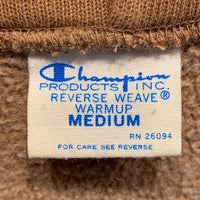 Champion
PRODUCTS INC.
REVERSE WEAVE®
WARMUP
MEDIUM
RN 26094
FOR CARE SEE REVERSE